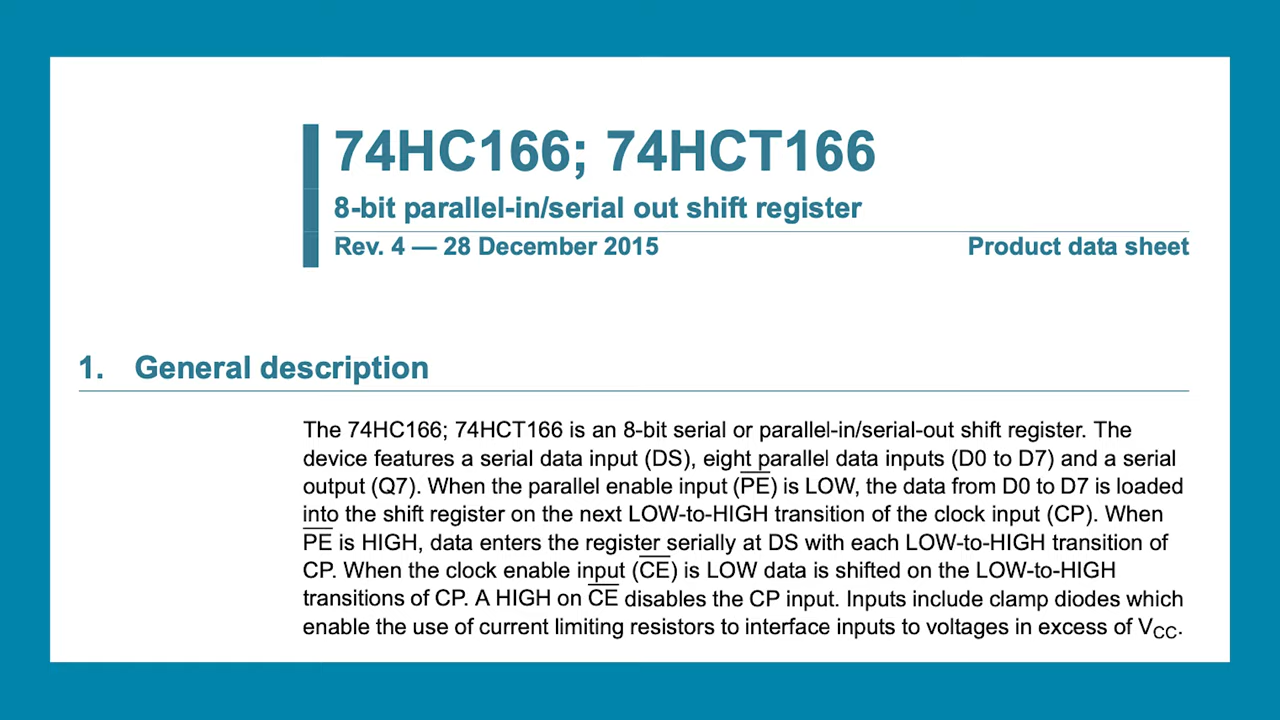 74HC166; 74HCT166
8-bit parallel-in/serial out shift register
Rev. 4 — 28 December 2015 Product data sheet
1. General description
The 74HC166; 74HCT166 is an 8-bit serial or parallel-in/serial-out shift register. The
device features a serial data input (DS), eight parallel data inputs (D0 to D7) and a serial
output (Q7). When the parallel enable input (P̅E̅) is LOW, the data from D0 to D7 is loaded
into the shift register on the next LOW-to-HIGH transition of the clock input (CP). When
P̅E̅ is HIGH, data enters the register serially at DS with each LOW-to-HIGH transition of
CP. When the clock enable input (C̅E̅) is LOW data is shifted on the LOW-to-HIGH
transitions of CP. A HIGH on C̅E̅ disables the CP input. Inputs include clamp diodes which
enable the use of current limiting resistors to interface inputs to voltages in excess of VCC.